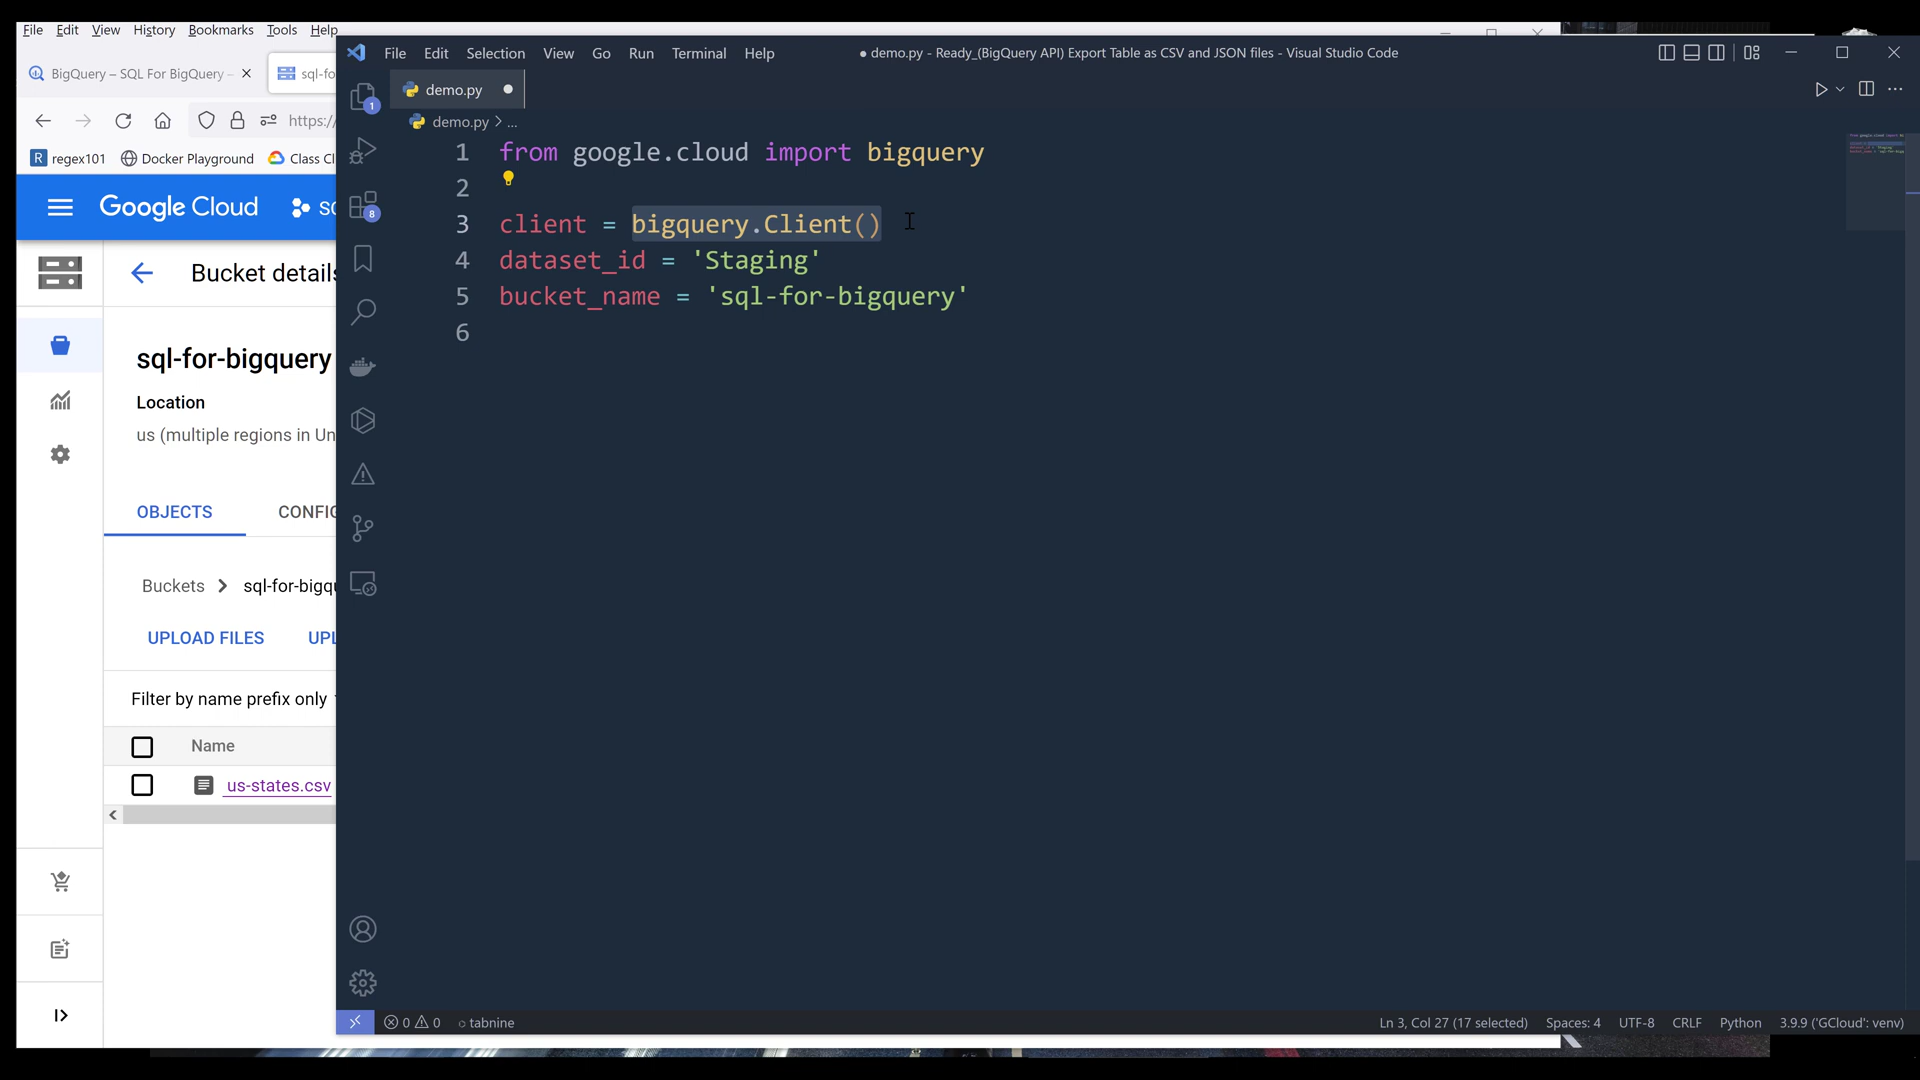 File Edit View History Bookmarks Tools Help
BigQuery – SQL For BigQuery –
sql-fo
https:/
regex101 Docker Playground Class Cl
Google Cloud
Bucket details
sql-for-bigquery
Location
us (multiple regions in Un
OBJECTS CONFIG
Buckets sql-for-bigqu
UPLOAD FILES UPL
Filter by name prefix only
Name
us-states.csv
File Edit Selection View Go Run Terminal Help
● demo.py - Ready_(BigQuery API) Export Table as CSV and JSON files - Visual Studio Code
demo.py
demo.py > ...
1
8
1 from google.cloud import bigquery
2
3 client = bigquery.Client()
4 dataset_id = 'Staging'
5 bucket_name = 'sql-for-bigquery'
6
0 0 tabnine
Ln 3, Col 27 (17 selected) Spaces: 4 UTF-8 CRLF Python 3.9.9 ('GCloud': venv)